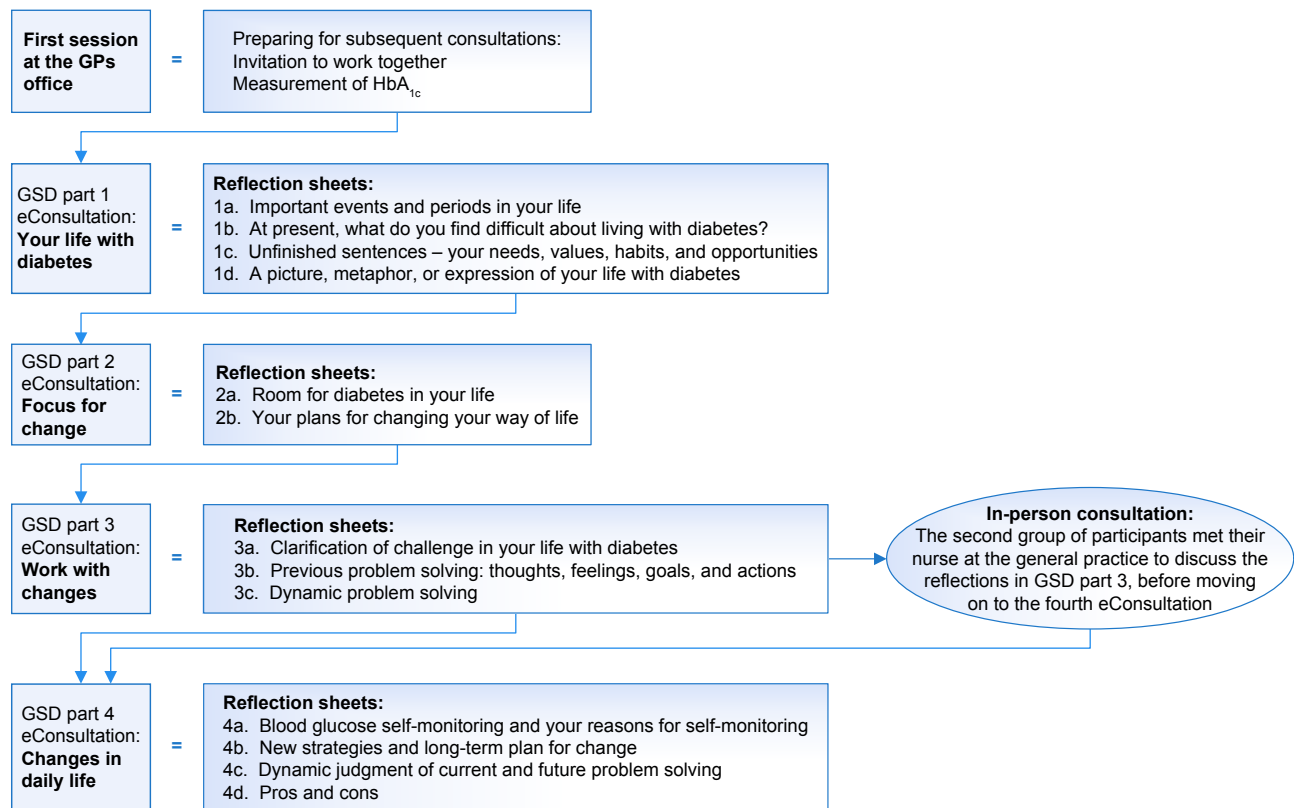 First session
at the GPs
office
=
Preparing for subsequent consultations:
Invitation to work together
Measurement of HbA1c
GSD part 1
eConsultation:
Your life with
diabetes
=
Reflection sheets:
1a. Important events and periods in your life
1b. At present, what do you find difficult about living with diabetes?
1c. Unfinished sentences – your needs, values, habits, and opportunities
1d. A picture, metaphor, or expression of your life with diabetes
GSD part 2
eConsultation:
Focus for
change
=
Reflection sheets:
2a. Room for diabetes in your life
2b. Your plans for changing your way of life
GSD part 3
eConsultation:
Work with
changes
=
Reflection sheets:
3a. Clarification of challenge in your life with diabetes
3b. Previous problem solving: thoughts, feelings, goals, and actions
3c. Dynamic problem solving
In-person consultation:
The second group of participants met their
nurse at the general practice to discuss the
reflections in GSD part 3, before moving
on to the fourth eConsultation
GSD part 4
eConsultation:
Changes in
daily life
=
Reflection sheets:
4a. Blood glucose self-monitoring and your reasons for self-monitoring
4b. New strategies and long-term plan for change
4c. Dynamic judgment of current and future problem solving
4d. Pros and cons